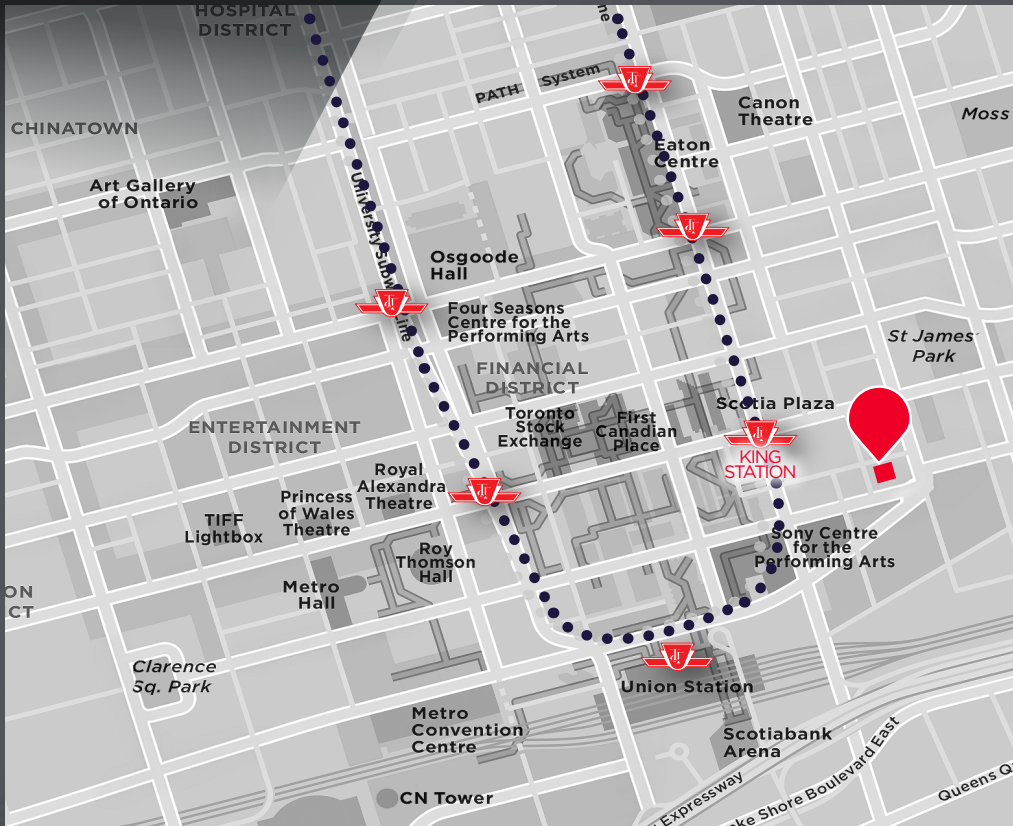 HOSPITAL
DISTRICT
ne
PATH System
Canon
Theatre
Moss
CHINATOWN
Eaton
Centre
Art Gallery
of Ontario
University Subway Line
Osgoode
Hall
Four Seasons
Centre for the
Performing Arts
St James
Park
FINANCIAL
DISTRICT
Scotia Plaza
Toronto
Stock
Exchange
First
Canadian
Place
ENTERTAINMENT
DISTRICT
KING
STATION
Royal
Alexandra
Theatre
Princess
of Wales
Theatre
TIFF
Lightbox
Sony Centre
for the
Performing Arts
Roy
Thomson
Hall
Metro
Hall
ON
CT
Clarence
Sq. Park
Union Station
Metro
Convention
Centre
Scotiabank
Arena
CN Tower
Expressway
ke Shore Boulevard East
Queens Q